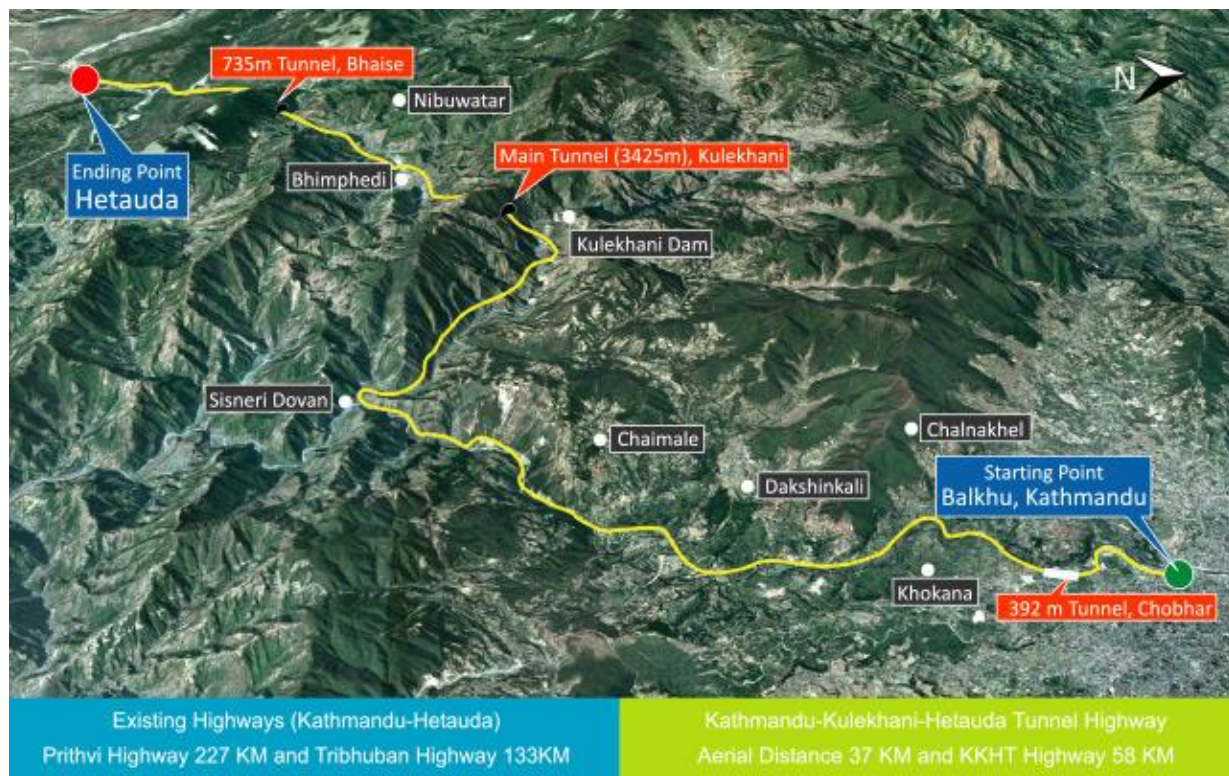 735m Tunnel, Bhaise
N
Nibuwatar
Main Tunnel (3425m), Kulekhani
Ending Point
Hetauda
Bhimphedi
Kulekhani Dam
Sisneri Dovan
Chaimale
Chalnakhel
Dakshinkali
Starting Point
Balkhu, Kathmandu
Khokana
392 m Tunnel, Chobhar
Existing Highways (Kathmandu-Hetauda)
Prithvi Highway 227 KM and Tribhuban Highway 133KM
Kathmandu-Kulekhani-Hetauda Tunnel Highway
Aerial Distance 37 KM and KKHT Highway 58 KM